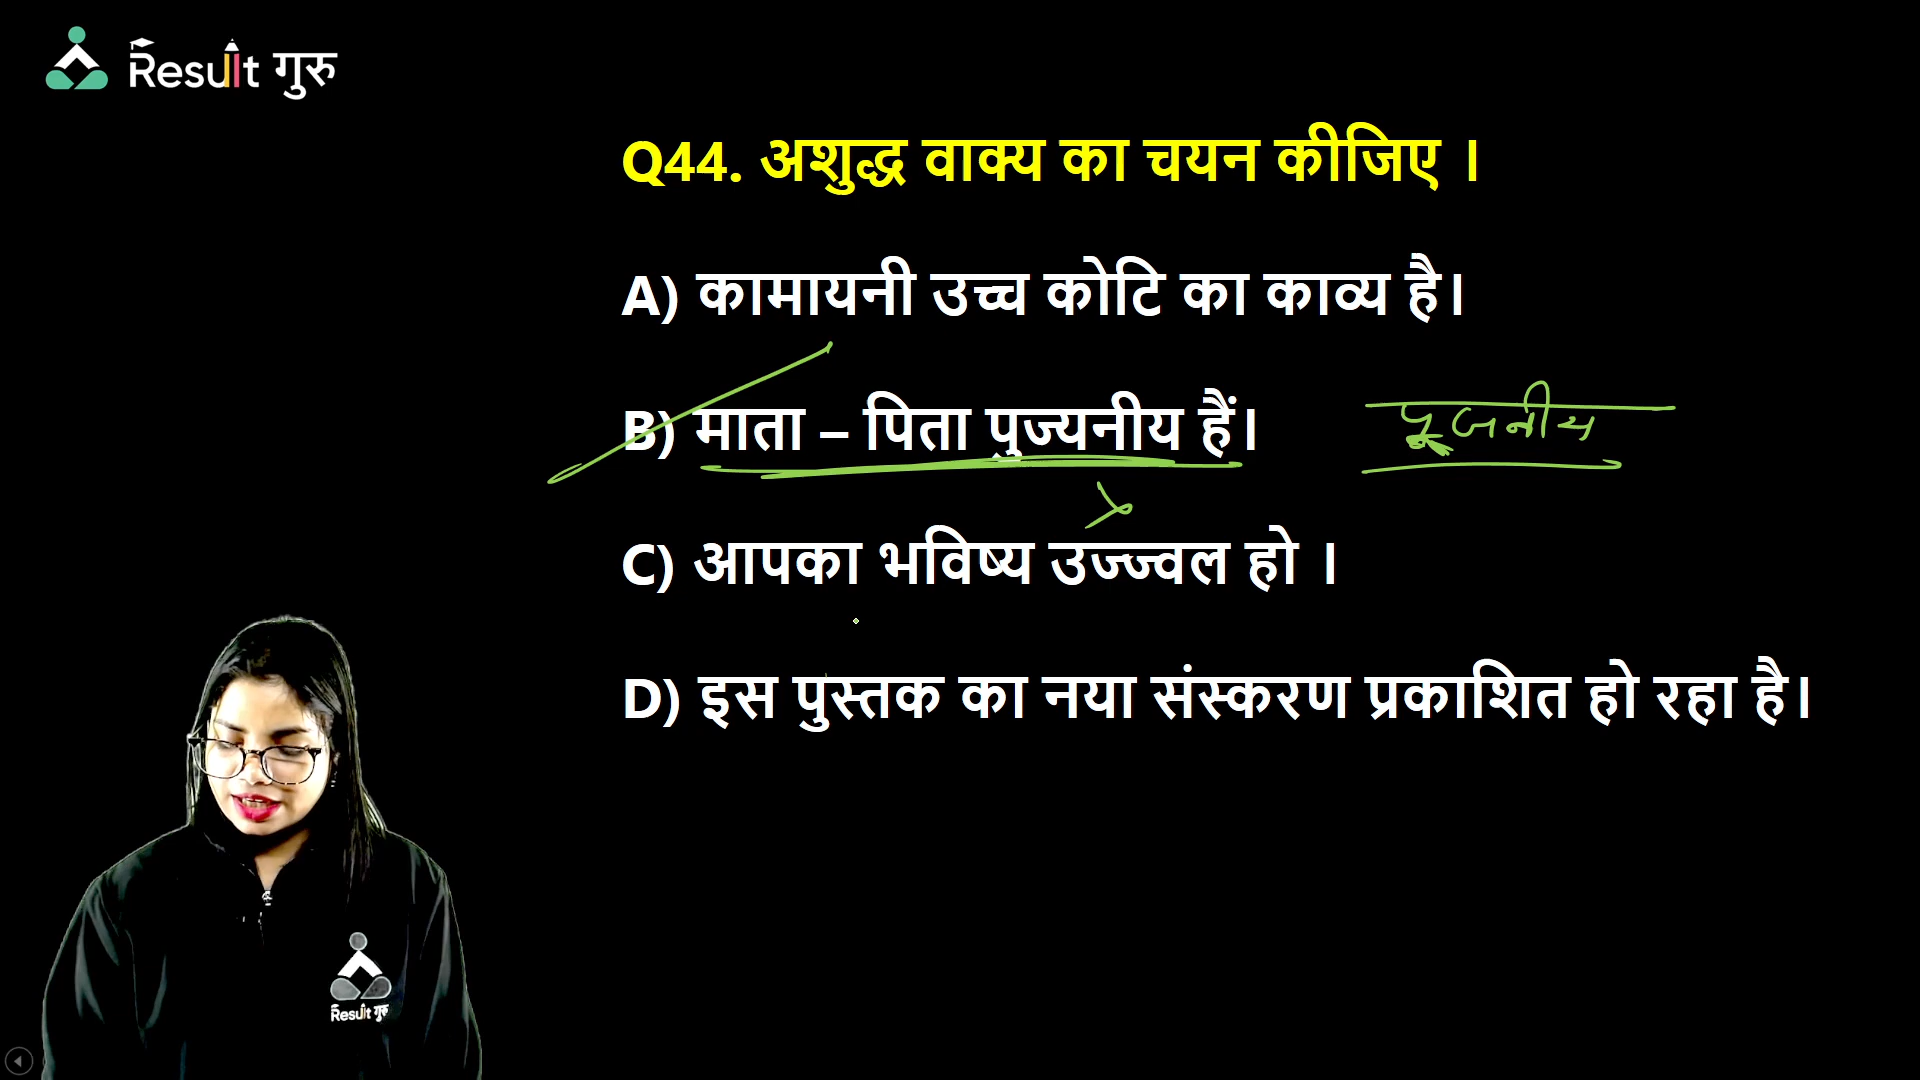 Result गुरु
Q44. अशुद्ध वाक्य का चयन कीजिए ।
A) कामायनी उच्च कोटि का काव्य है।
B) माता – पिता पुज्यनीय हैं।
पूजनीय
C) आपका भविष्य उज्ज्वल हो ।
D) इस पुस्तक का नया संस्करण प्रकाशित हो रहा है।
Result गुरु